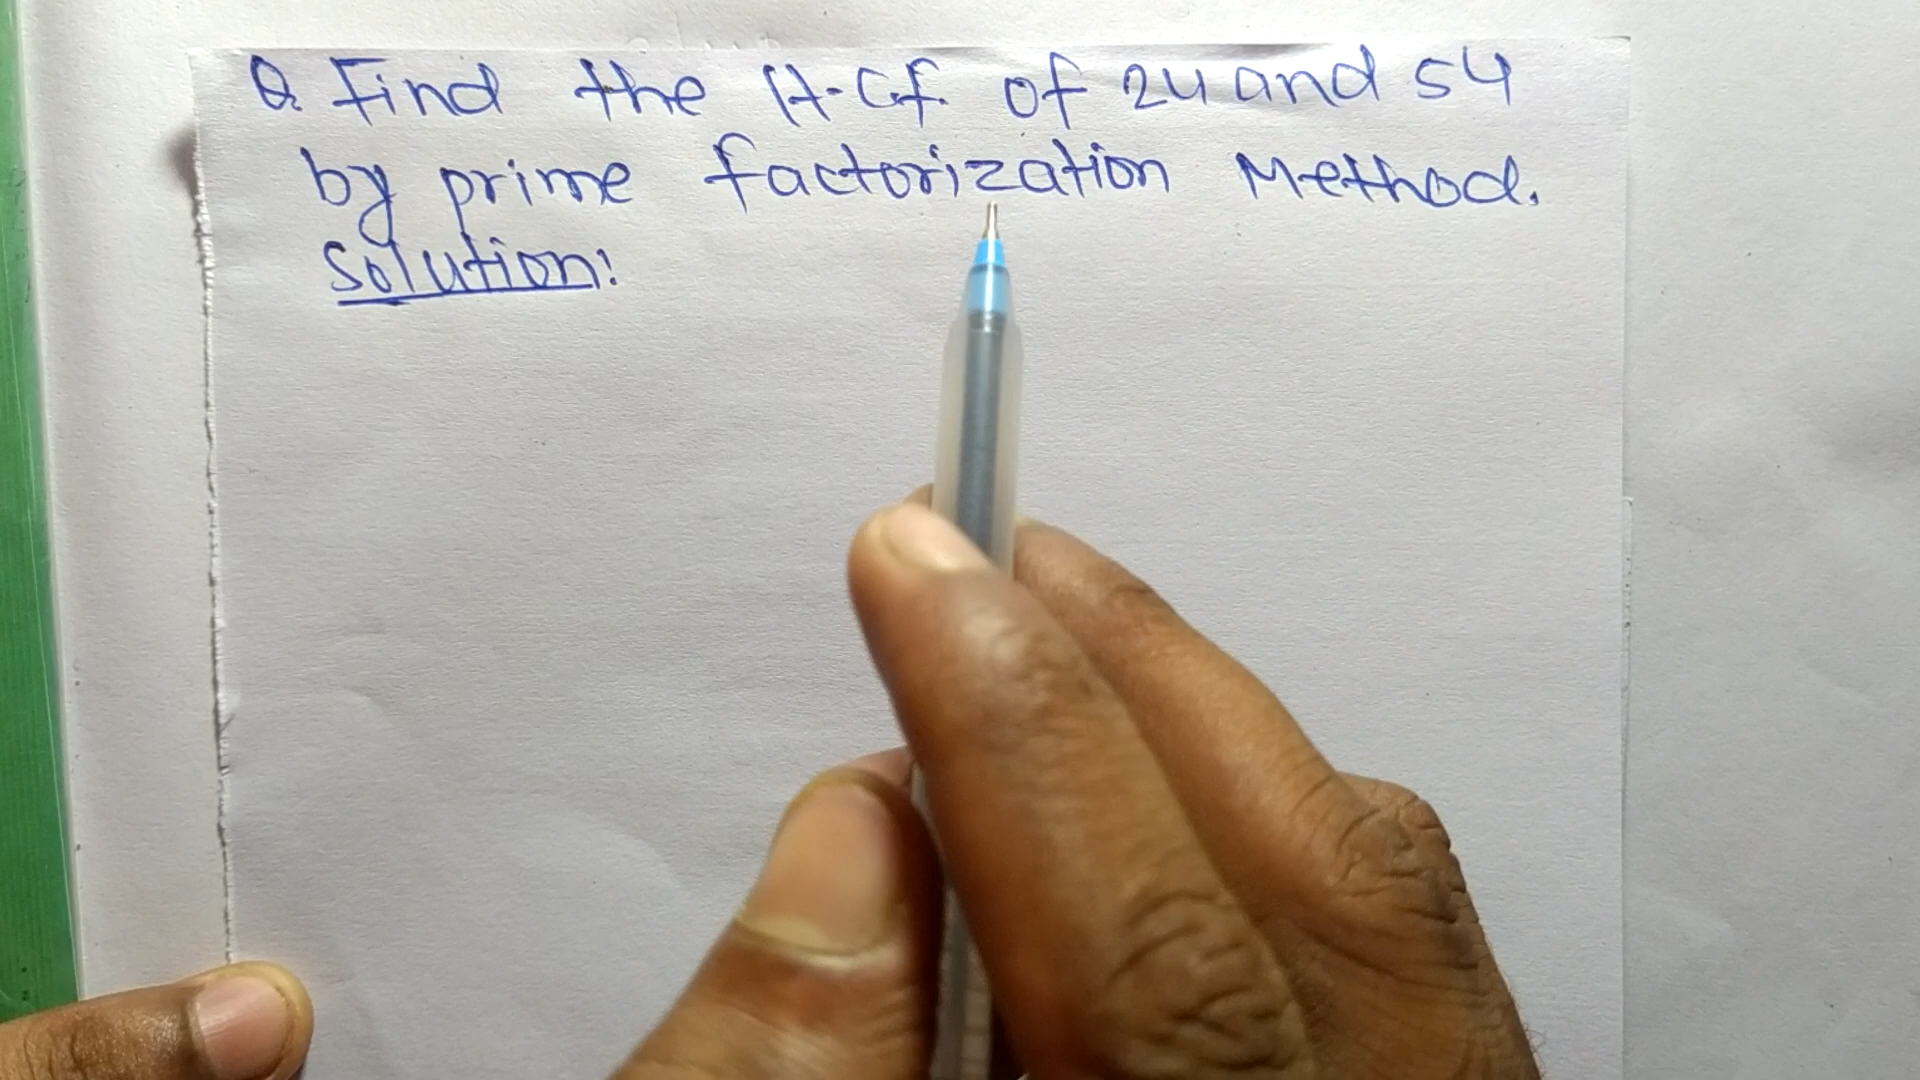 Q. Find the H.C.f. of 24 and 54
by prime factorization Method.
Solution: